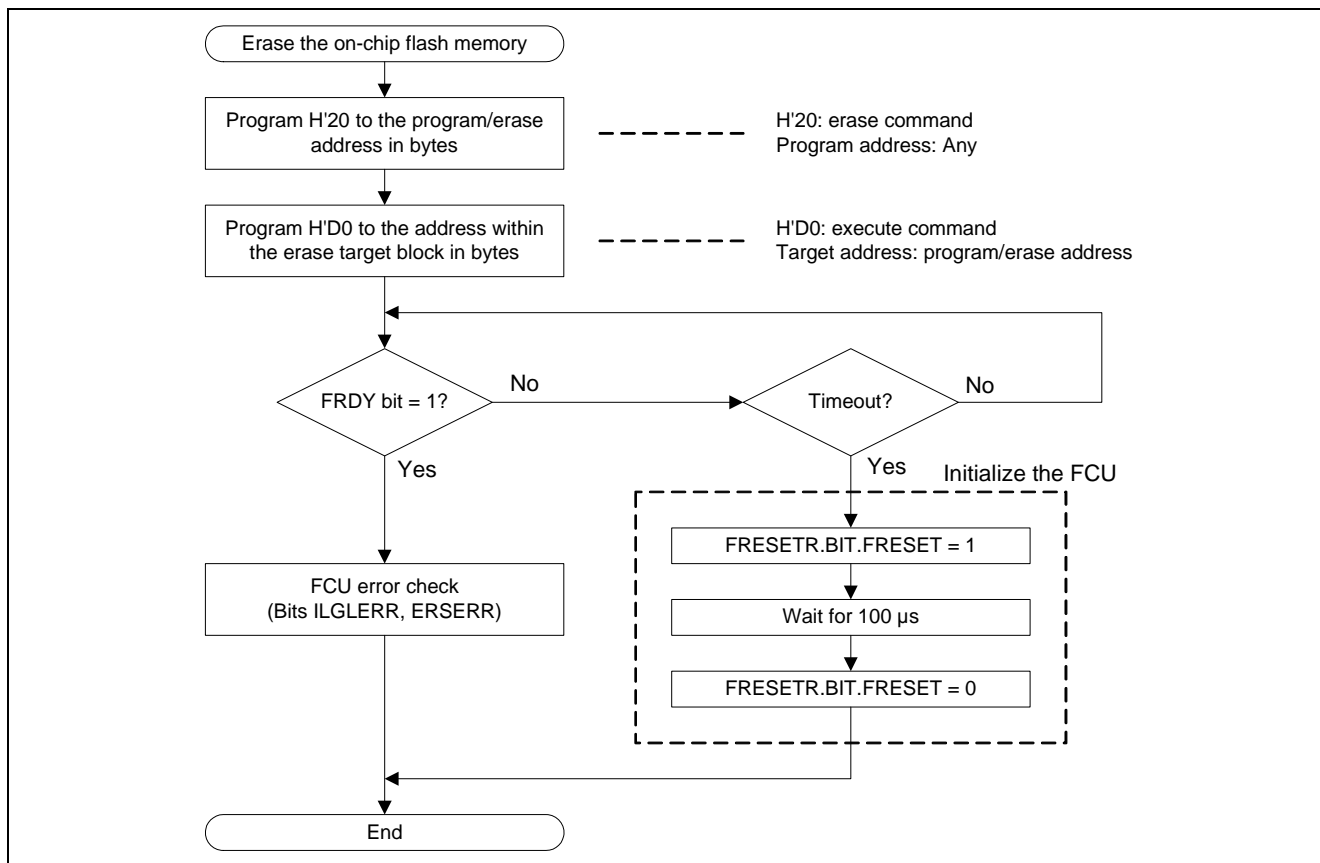 Erase the on-chip flash memory
Program H'20 to the program/erase
address in bytes
H'20: erase command
Program address: Any
Program H'D0 to the address within
the erase target block in bytes
H'D0: execute command
Target address: program/erase address
FRDY bit = 1?
No
Timeout?
No
Yes
Yes
Initialize the FCU
FRESETR.BIT.FRESET = 1
FCU error check
(Bits ILGLERR, ERSERR)
Wait for 100 µs
FRESETR.BIT.FRESET = 0
End